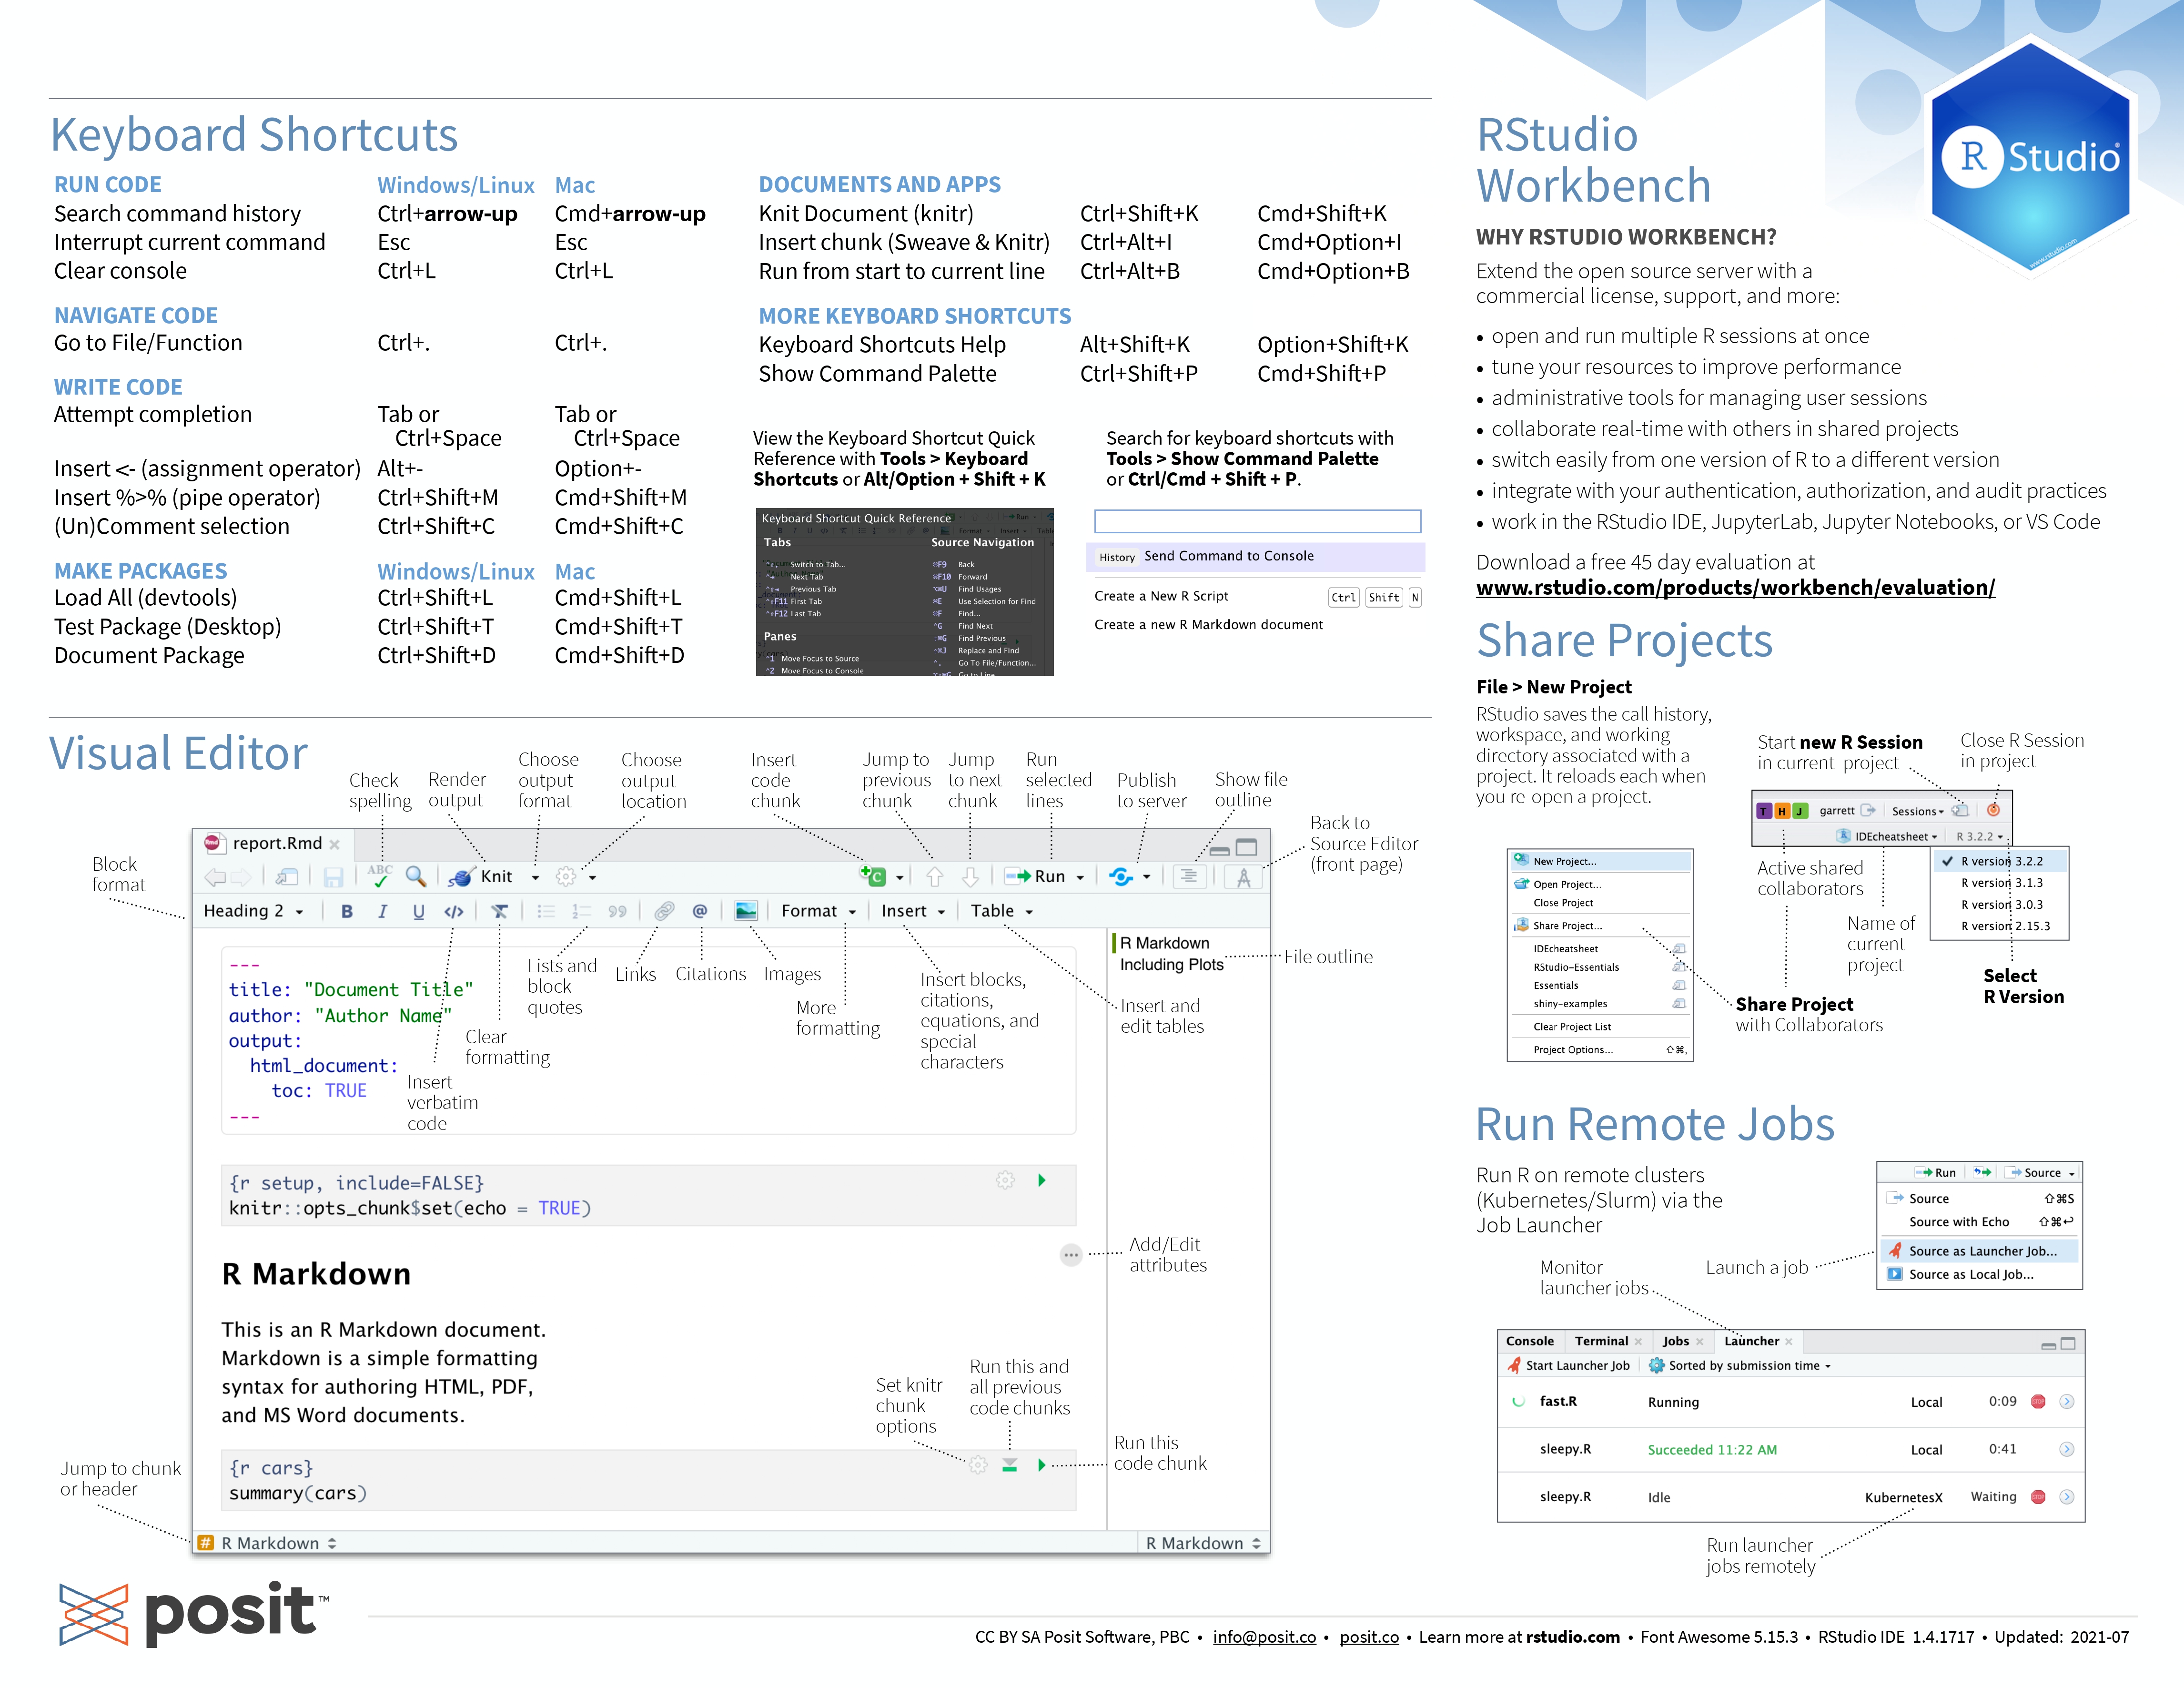 Keyboard Shortcuts
RUN CODE Windows/Linux Mac
Search command history Ctrl+arrow-up Cmd+arrow-up
Interrupt current command Esc Esc
Clear console Ctrl+L Ctrl+L
NAVIGATE CODE
Go to File/Function Ctrl+. Ctrl+.
WRITE CODE
Attempt completion Tab or Tab or
Ctrl+Space Ctrl+Space
Insert <- (assignment operator) Alt+- Option+-
Insert %>% (pipe operator) Ctrl+Shift+M Cmd+Shift+M
(Un)Comment selection Ctrl+Shift+C Cmd+Shift+C
MAKE PACKAGES Windows/Linux Mac
Load All (devtools) Ctrl+Shift+L Cmd+Shift+L
Test Package (Desktop) Ctrl+Shift+T Cmd+Shift+T
Document Package Ctrl+Shift+D Cmd+Shift+D
DOCUMENTS AND APPS
Knit Document (knitr) Ctrl+Shift+K Cmd+Shift+K
Insert chunk (Sweave & Knitr) Ctrl+Alt+I Cmd+Option+I
Run from start to current line Ctrl+Alt+B Cmd+Option+B
MORE KEYBOARD SHORTCUTS
Keyboard Shortcuts Help Alt+Shift+K Option+Shift+K
Show Command Palette Ctrl+Shift+P Cmd+Shift+P
View the Keyboard Shortcut Quick
Reference with Tools > Keyboard
Shortcuts or Alt/Option + Shift + K
Keyboard Shortcut Quick Reference
Tabs
Switch to Tab...
Next Tab
Previous Tab
First Tab
Last Tab
Panes
Move Focus to Source
Move Focus to Console
Source Navigation
⌘F9 Back
⌘F10 Forward
Find Usages
⌘E Use Selection for Find
⌘F Find...
^G Find Next
⇧⌘G Find Previous
⇧⌘J Replace and Find
^. Go To File/Function...
Go to Line
Search for keyboard shortcuts with
Tools > Show Command Palette
or Ctrl/Cmd + Shift + P.
History Send Command to Console
Create a New R Script Ctrl Shift N
Create a new R Markdown document
Visual Editor
Check
spelling
Render
output
Choose
output
format
Choose
output
location
Insert
code
chunk
Jump to
previous
chunk
Jump
to next
chunk
Run
selected
lines
Publish
to server
Show file
outline
Back to
Source Editor
(front page)
Block
format
report.Rmd
ABC Knit Run
Heading 2 B I U </> @ Format Insert Table
---
title: "Document Title"
author: "Author Name"
output:
html_document:
toc: TRUE
---
Insert
verbatim
code
Clear
formatting
Lists and
block
quotes
Links
Citations
Images
More
formatting
Insert blocks,
citations,
equations, and
special
characters
Insert and
edit tables
R Markdown
Including Plots
File outline
{r setup, include=FALSE}
knitr::opts_chunk$set(echo = TRUE)
Add/Edit
attributes
R Markdown
This is an R Markdown document.
Markdown is a simple formatting
syntax for authoring HTML, PDF,
and MS Word documents.
Set knitr
chunk
options
Run this and
all previous
code chunks
Run this
code chunk
{r cars}
summary(cars)
Jump to chunk
or header
# R Markdown R Markdown
RStudio
Workbench
R Studio®
www.rstudio.com
WHY RSTUDIO WORKBENCH?
Extend the open source server with a
commercial license, support, and more:
• open and run multiple R sessions at once
• tune your resources to improve performance
• administrative tools for managing user sessions
• collaborate real-time with others in shared projects
• switch easily from one version of R to a different version
• integrate with your authentication, authorization, and audit practices
• work in the RStudio IDE, JupyterLab, Jupyter Notebooks, or VS Code
Download a free 45 day evaluation at
www.rstudio.com/products/workbench/evaluation/
Share Projects
File > New Project
RStudio saves the call history,
workspace, and working
directory associated with a
project. It reloads each when
you re-open a project.
Start new R Session
in current project
Close R Session
in project
T H J garrett Sessions
IDEcheatsheet R 3.2.2
R version 3.2.2
R version 3.1.3
R version 3.0.3
R version 2.15.3
Active shared
collaborators
Name of
current
project
Select
R Version
Share Project
with Collaborators
New Project...
Open Project...
Close Project
Share Project...
IDEcheatsheet
RStudio-Essentials
Essentials
shiny-examples
Clear Project List
Project Options... ⇧⌘,
Run Remote Jobs
Run R on remote clusters
(Kubernetes/Slurm) via the
Job Launcher
Run Source
Source ⇧⌘S
Source with Echo ⇧⌘↩
Source as Launcher Job...
Source as Local Job...
Monitor
launcher jobs
Launch a job
Console Terminal Jobs Launcher
Start Launcher Job Sorted by submission time
fast.R Running Local 0:09 STOP
sleepy.R Succeeded 11:22 AM Local 0:41
sleepy.R Idle KubernetesX Waiting STOP
Run launcher
jobs remotely
posit™
CC BY SA Posit Software, PBC • info@posit.co • posit.co • Learn more at rstudio.com • Font Awesome 5.15.3 • RStudio IDE 1.4.1717 • Updated: 2021-07